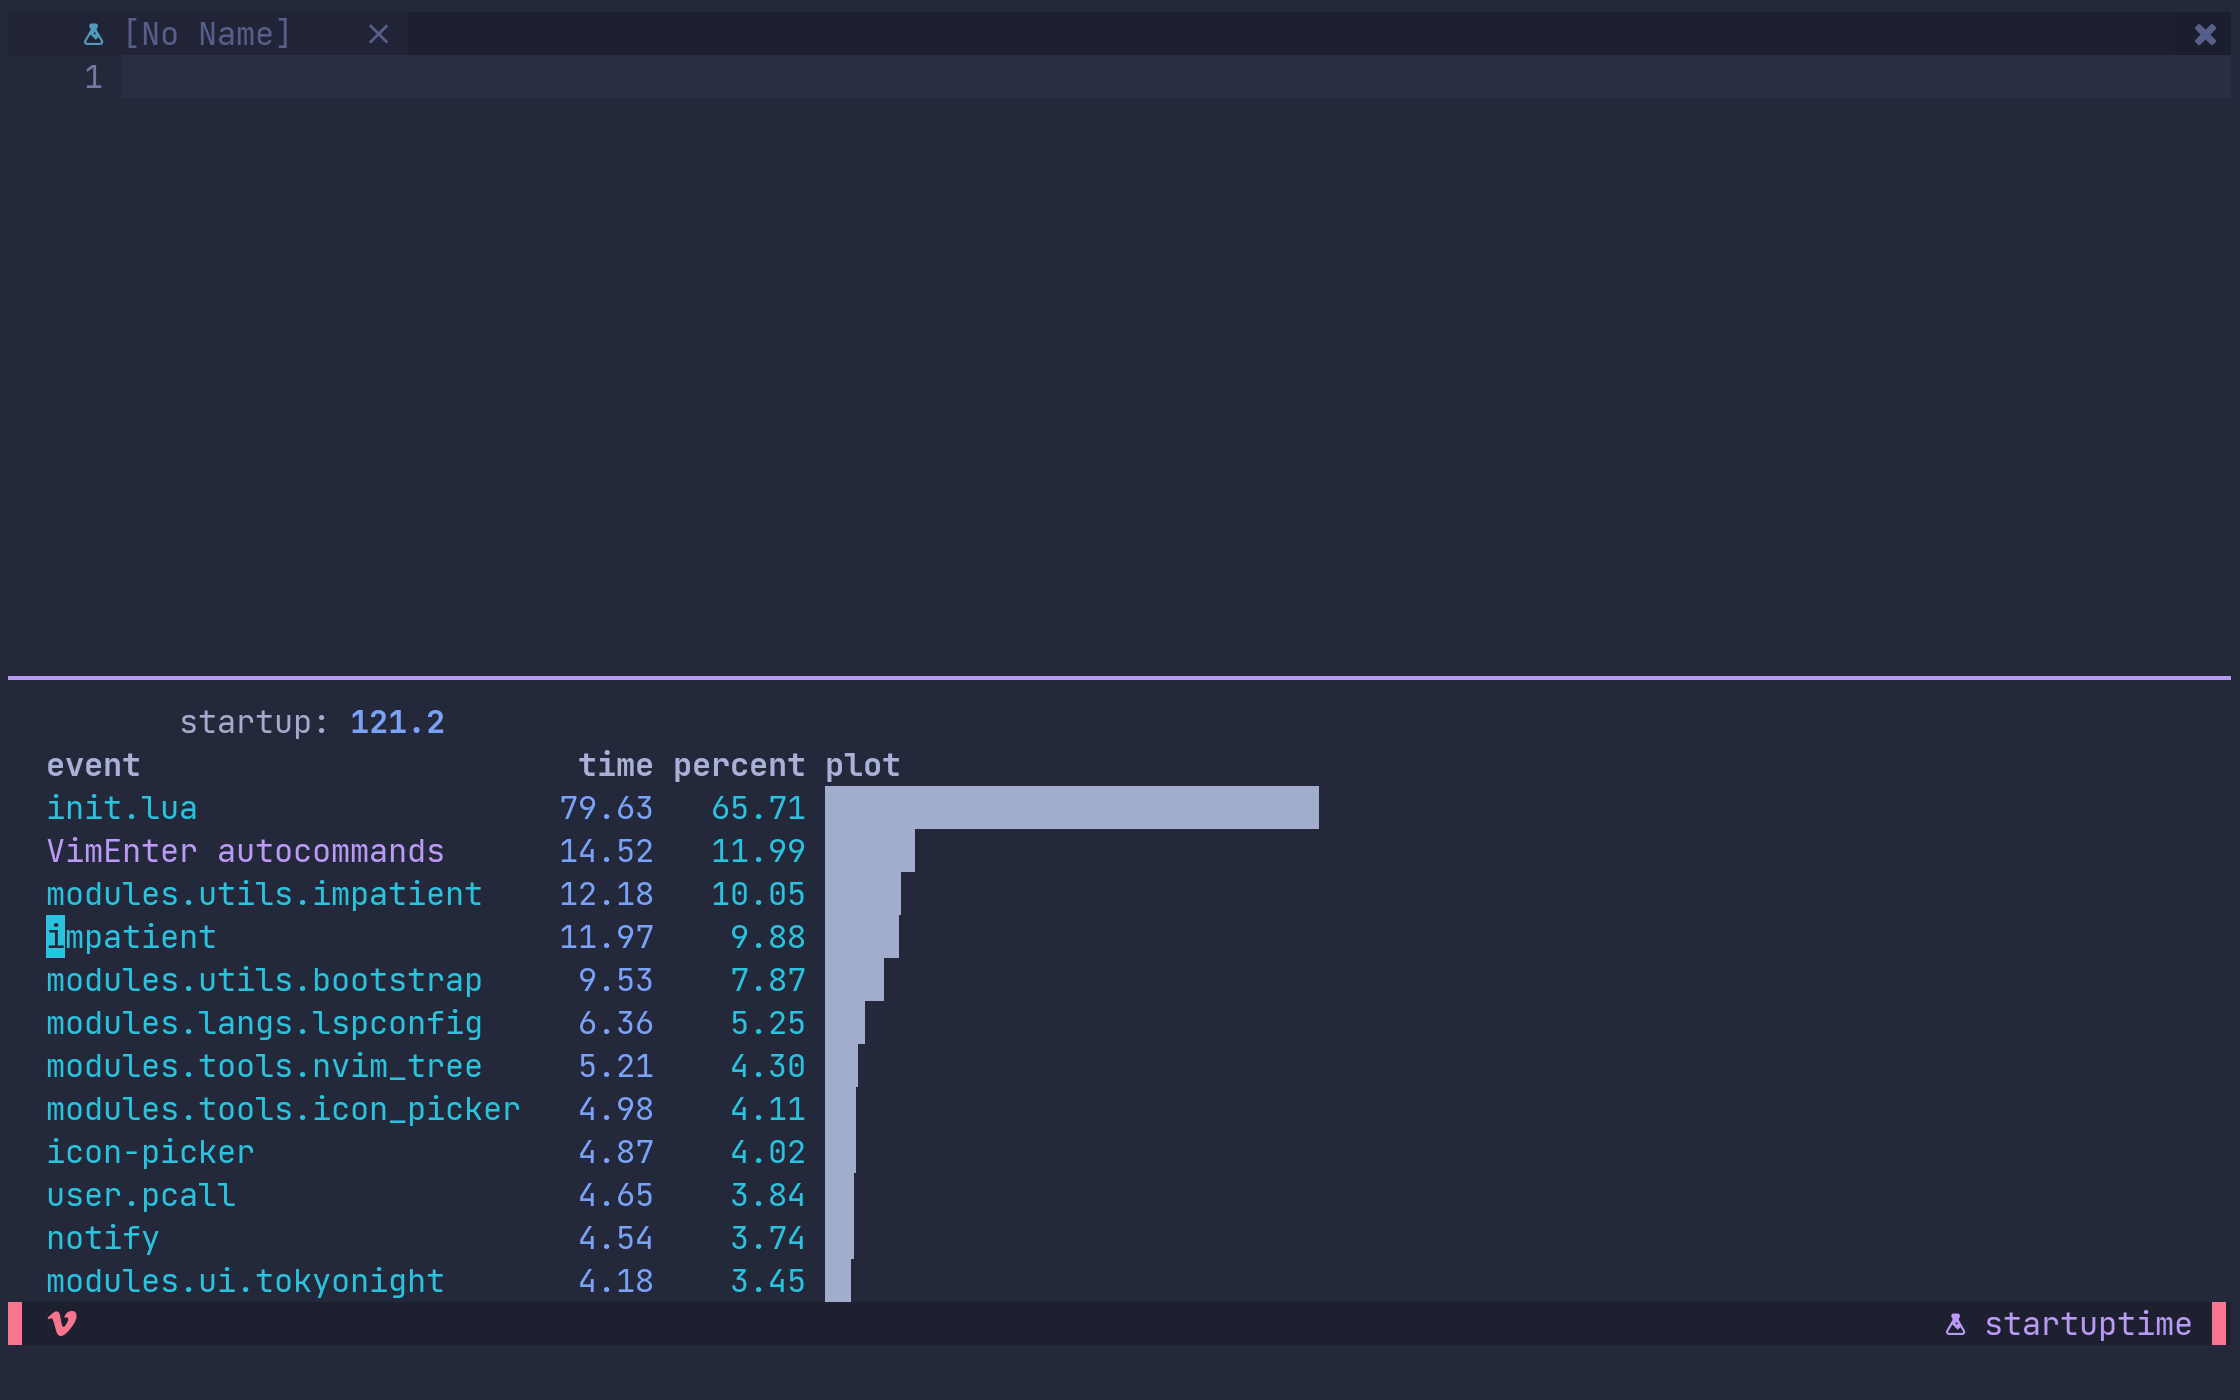 [No Name]
1
startup: 121.2
event time percent plot
init.lua 79.63 65.71
VimEnter autocommands 14.52 11.99
modules.utils.impatient 12.18 10.05
impatient 11.97 9.88
modules.utils.bootstrap 9.53 7.87
modules.langs.lspconfig 6.36 5.25
modules.tools.nvim_tree 5.21 4.30
modules.tools.icon_picker 4.98 4.11
icon-picker 4.87 4.02
user.pcall 4.65 3.84
notify 4.54 3.74
modules.ui.tokyonight 4.18 3.45
startuptime